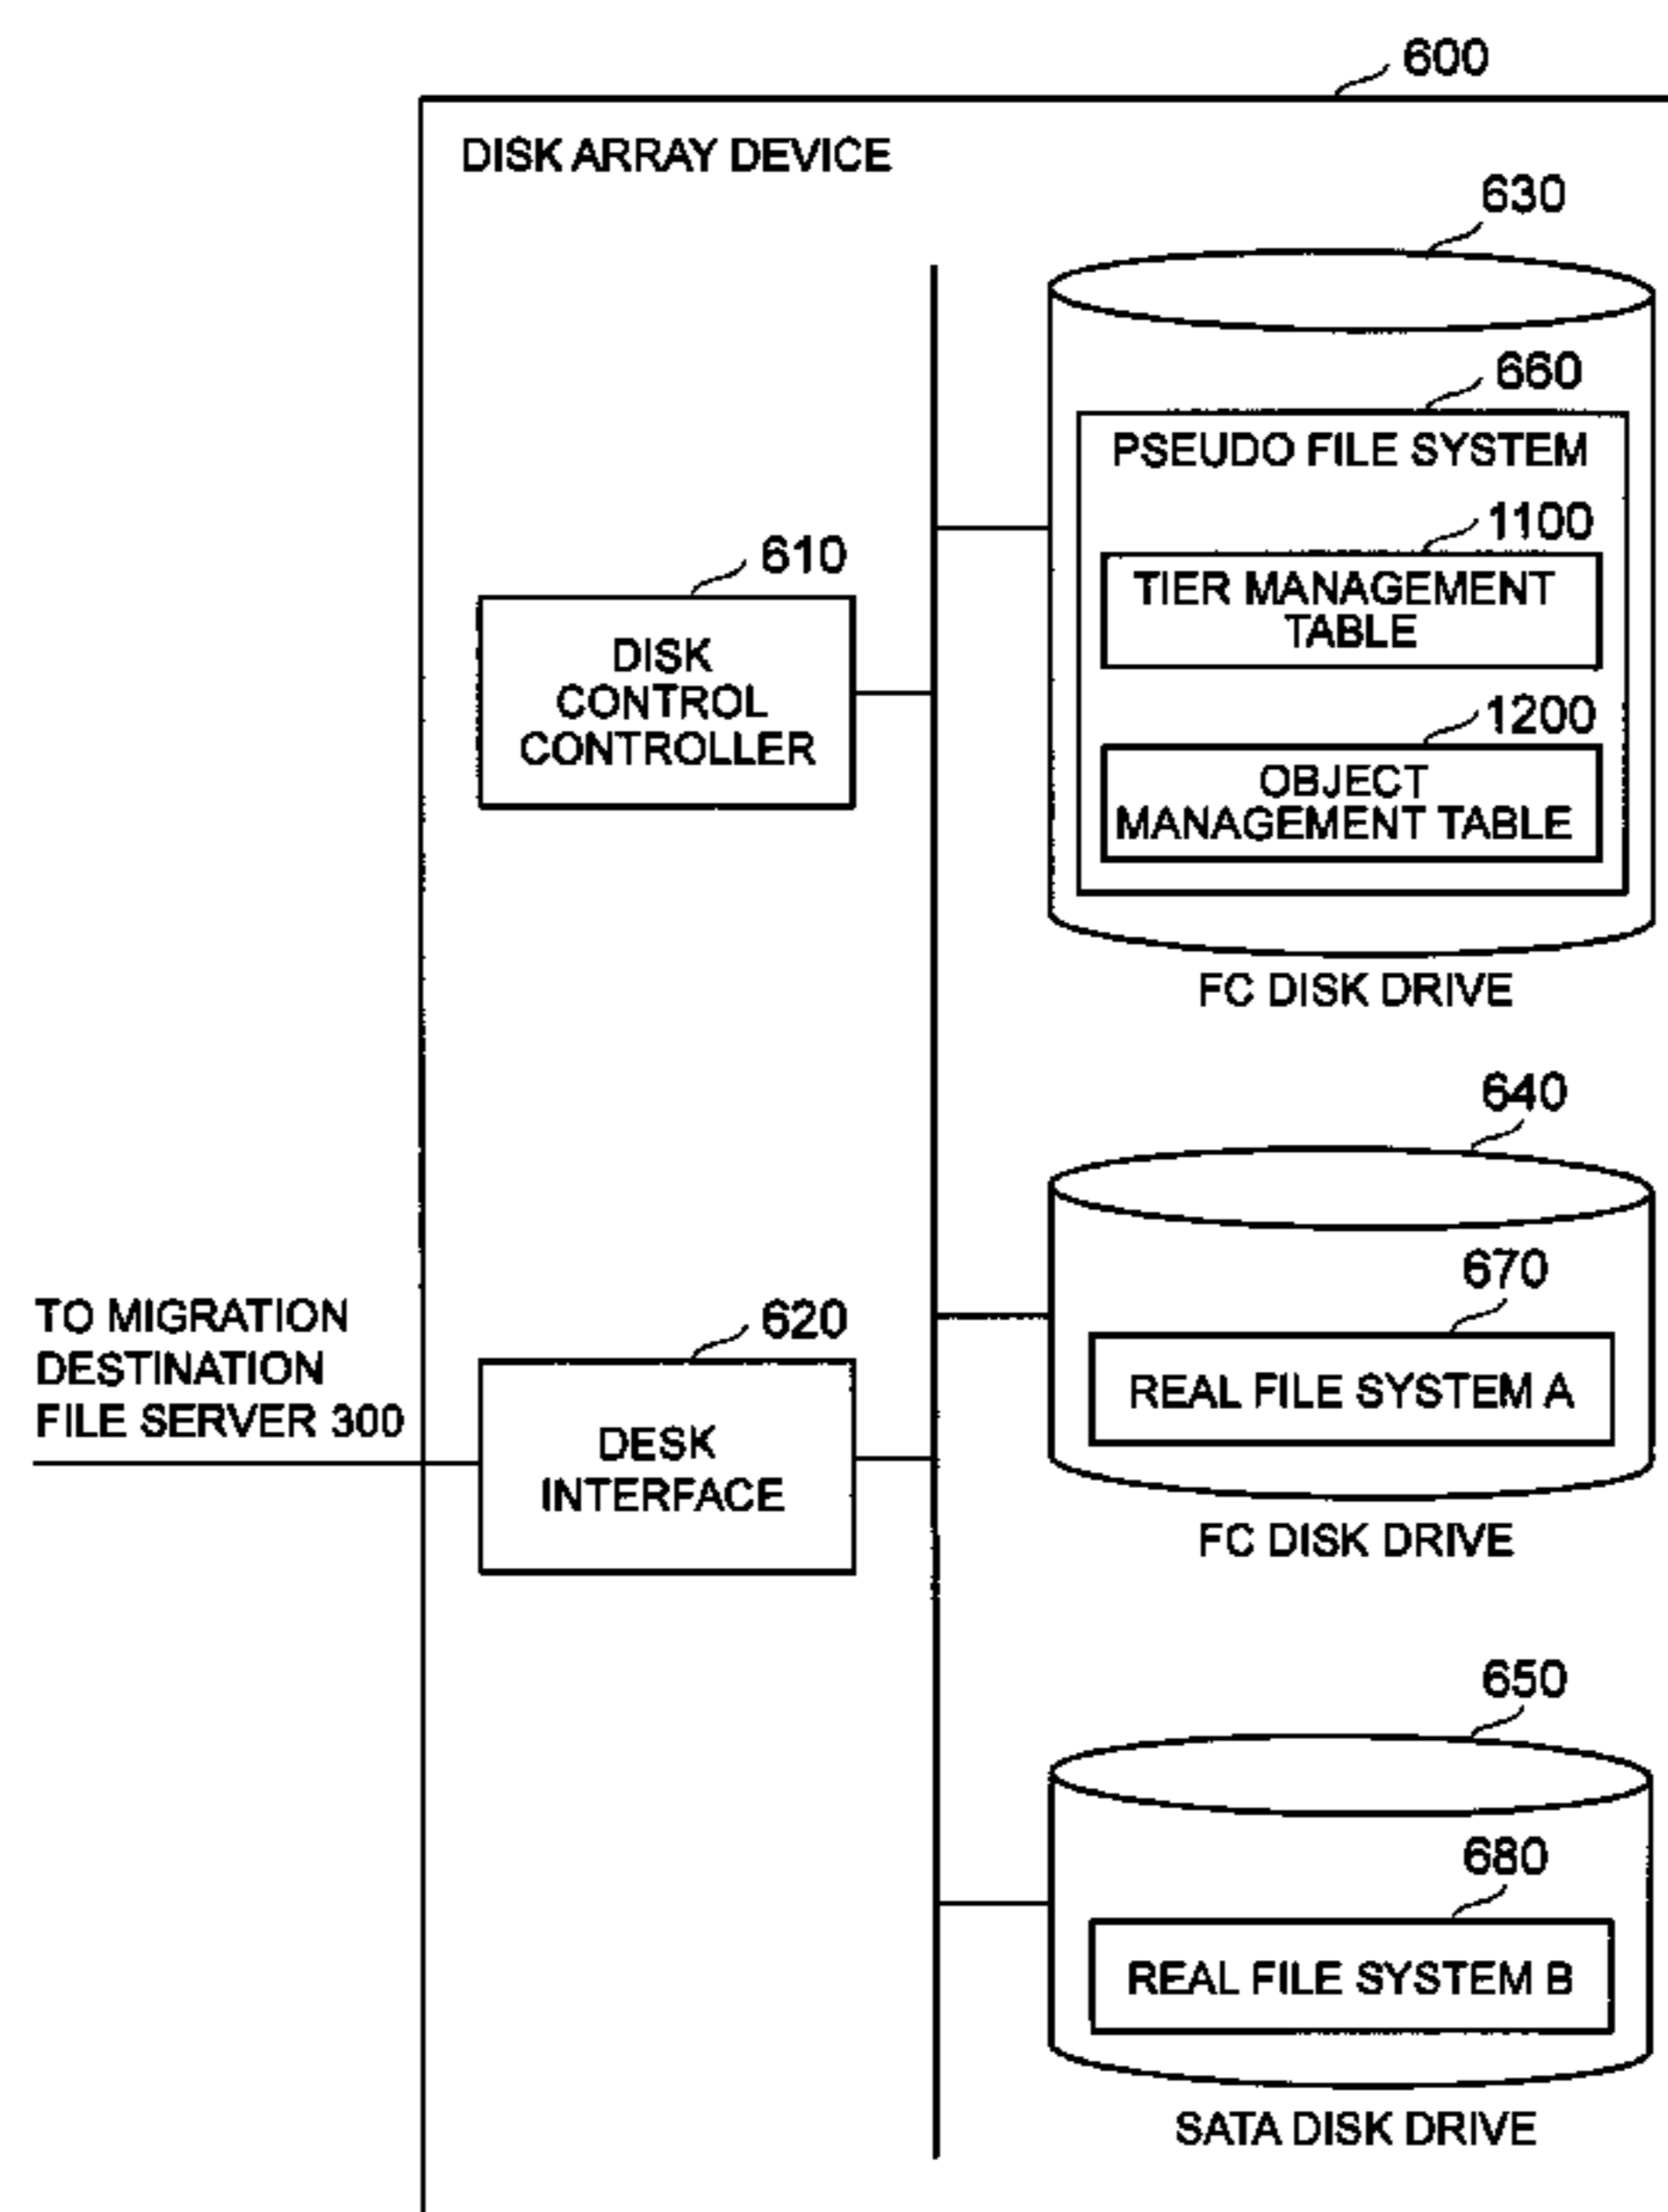 600
DISK ARRAY DEVICE
630
660
PSEUDO FILE SYSTEM
1100
TIER MANAGEMENT
TABLE
1200
OBJECT
MANAGEMENT TABLE
FC DISK DRIVE
610
DISK
CONTROL
CONTROLLER
640
670
REAL FILE SYSTEM A
FC DISK DRIVE
TO MIGRATION
DESTINATION
FILE SERVER 300
620
DESK
INTERFACE
650
680
REAL FILE SYSTEM B
SATA DISK DRIVE